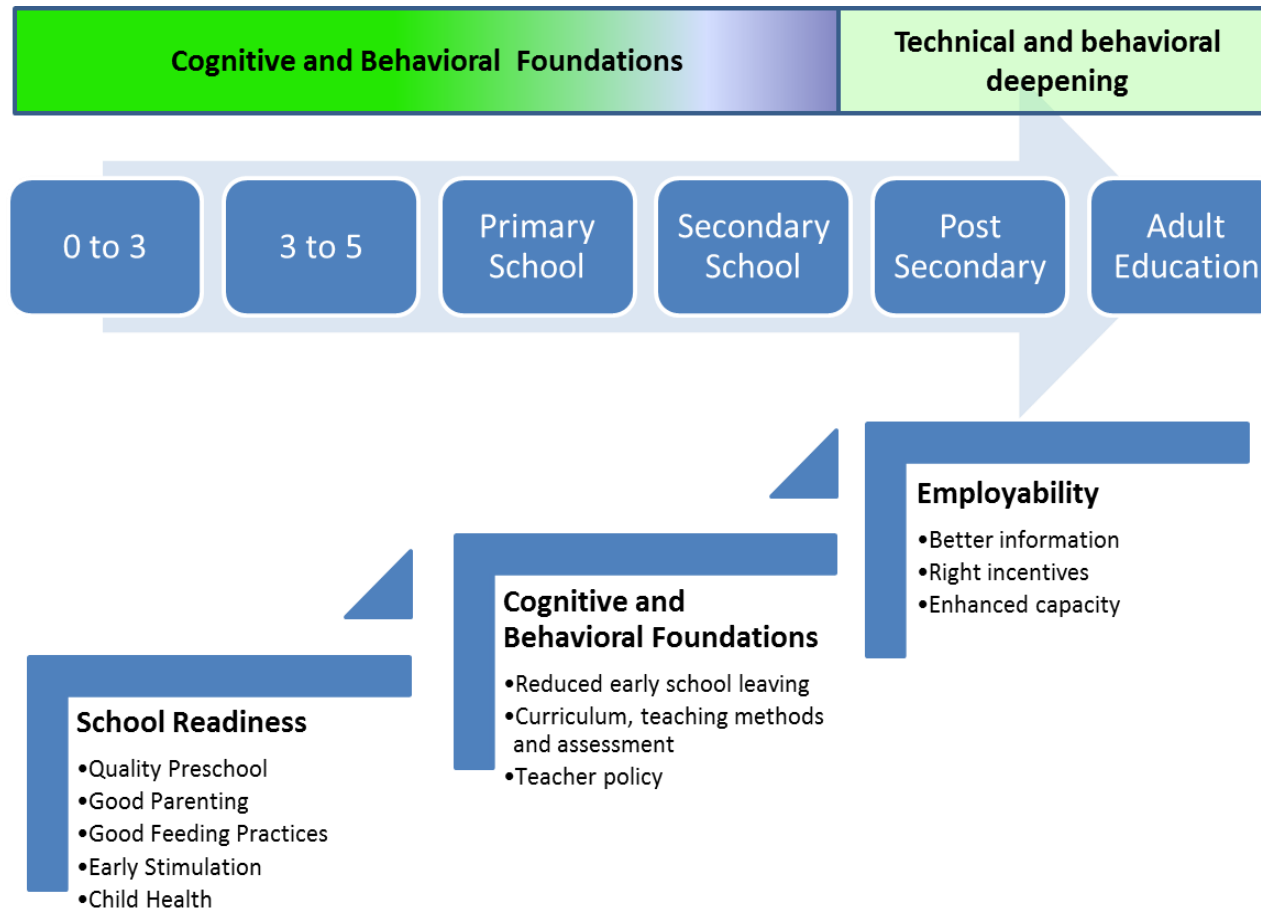 Cognitive and Behavioral Foundations
Technical and behavioral
deepening
0 to 3
3 to 5
Primary
School
Secondary
School
Post
Secondary
Adult
Education
School Readiness
•Quality Preschool
•Good Parenting
•Good Feeding Practices
•Early Stimulation
•Child Health
Cognitive and
Behavioral Foundations
•Reduced early school leaving
•Curriculum, teaching methods
and assessment
•Teacher policy
Employability
•Better information
•Right incentives
•Enhanced capacity